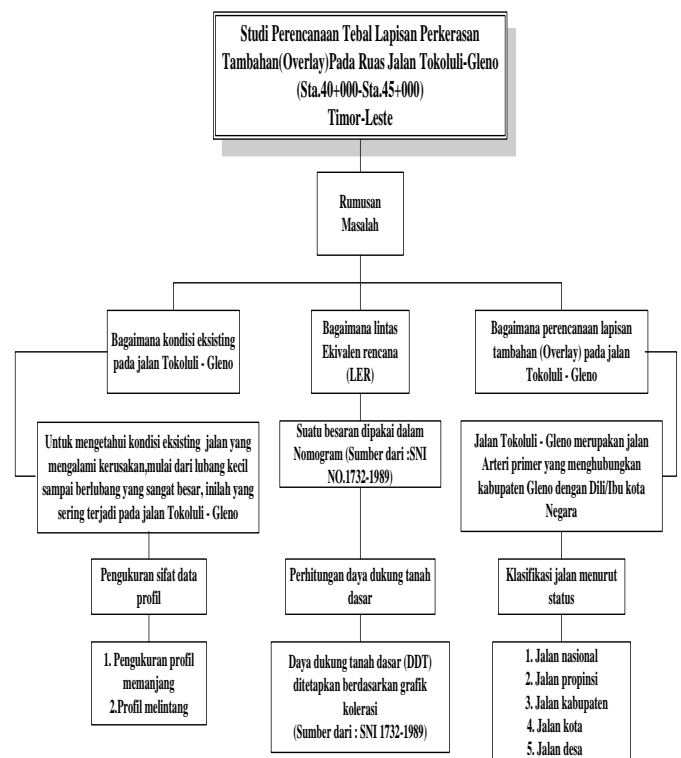 Studi Perencanaan Tebal Lapisan Perkerasan
Tambahan(Overlay)Pada Ruas Jalan Tokoluli-Gleno
(Sta.40+000-Sta.45+000)
Timor-Leste
Rumusan
Masalah
Bagaimana kondisi eksisting
pada jalan Tokoluli - Gleno
Bagaimana lintas
Ekivalen rencana
(LER)
Bagaimana perencanaan lapisan
tambahan (Overlay) pada jalan
Tokoluli - Gleno
Untuk mengetahui kondisi eksisting jalan yang
mengalami kerusakan,mulai dari lubang kecil
sampai berlubang yang sangat besar, inilah yang
sering terjadi pada jalan Tokoluli - Gleno
Suatu besaran dipakai dalam
Nomogram (Sumber dari :SNI
NO.1732-1989)
Jalan Tokoluli - Gleno merupakan jalan
Arteri primer yang menghubungkan
kabupaten Gleno dengan Dili/Ibu kota
Negara
Pengukuran sifat data
profil
Perhitungan daya dukung tanah
dasar
Klasifikasi jalan menurut
status
1. Pengukuran profil
memanjang
2.Profil melintang
Daya dukung tanah dasar (DDT)
ditetapkan berdasarkan grafik
kolerasi
(Sumber dari : SNI 1732-1989)
1. Jalan nasional
2. Jalan propinsi
3. Jalan kabupaten
4. Jalan kota
5. Jalan desa